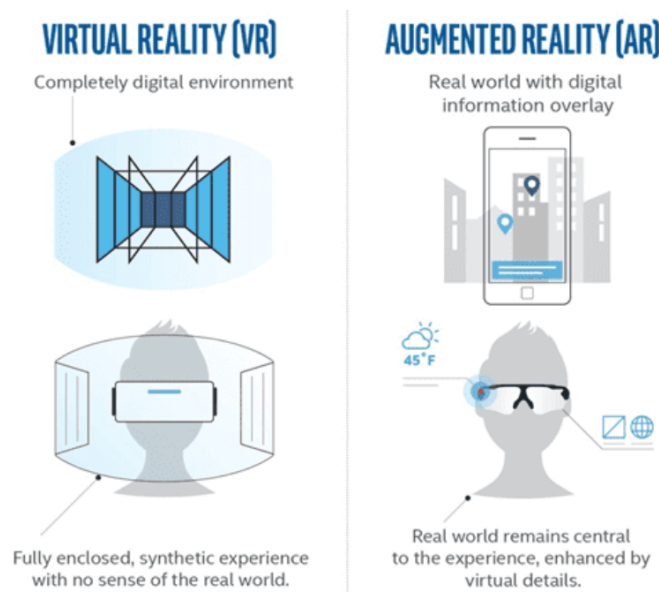 VIRTUAL REALITY (VR)
Completely digital environment
Fully enclosed, synthetic experience
with no sense of the real world.
AUGMENTED REALITY (AR)
Real world with digital
information overlay
45°F
Real world remains central
to the experience, enhanced by
virtual details.